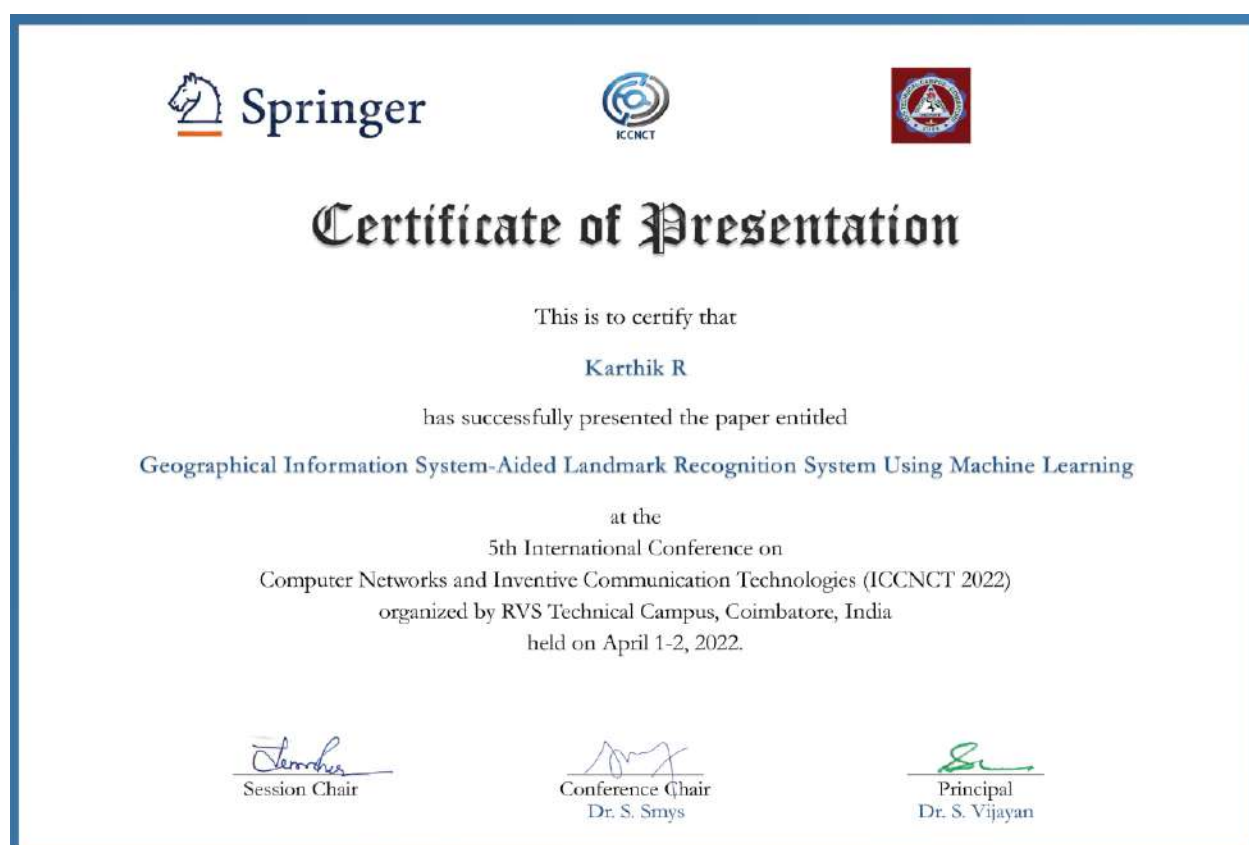 Springer
ICCNCT
Certificate of Presentation
This is to certify that
Karthik R
has successfully presented the paper entitled
Geographical Information System-Aided Landmark Recognition System Using Machine Learning
at the
5th International Conference on
Computer Networks and Inventive Communication Technologies (ICCNCT 2022)
organized by RVS Technical Campus, Coimbatore, India
held on April 1-2, 2022.
Session Chair
Conference Chair
Dr. S. Smys
Principal
Dr. S. Vijayan